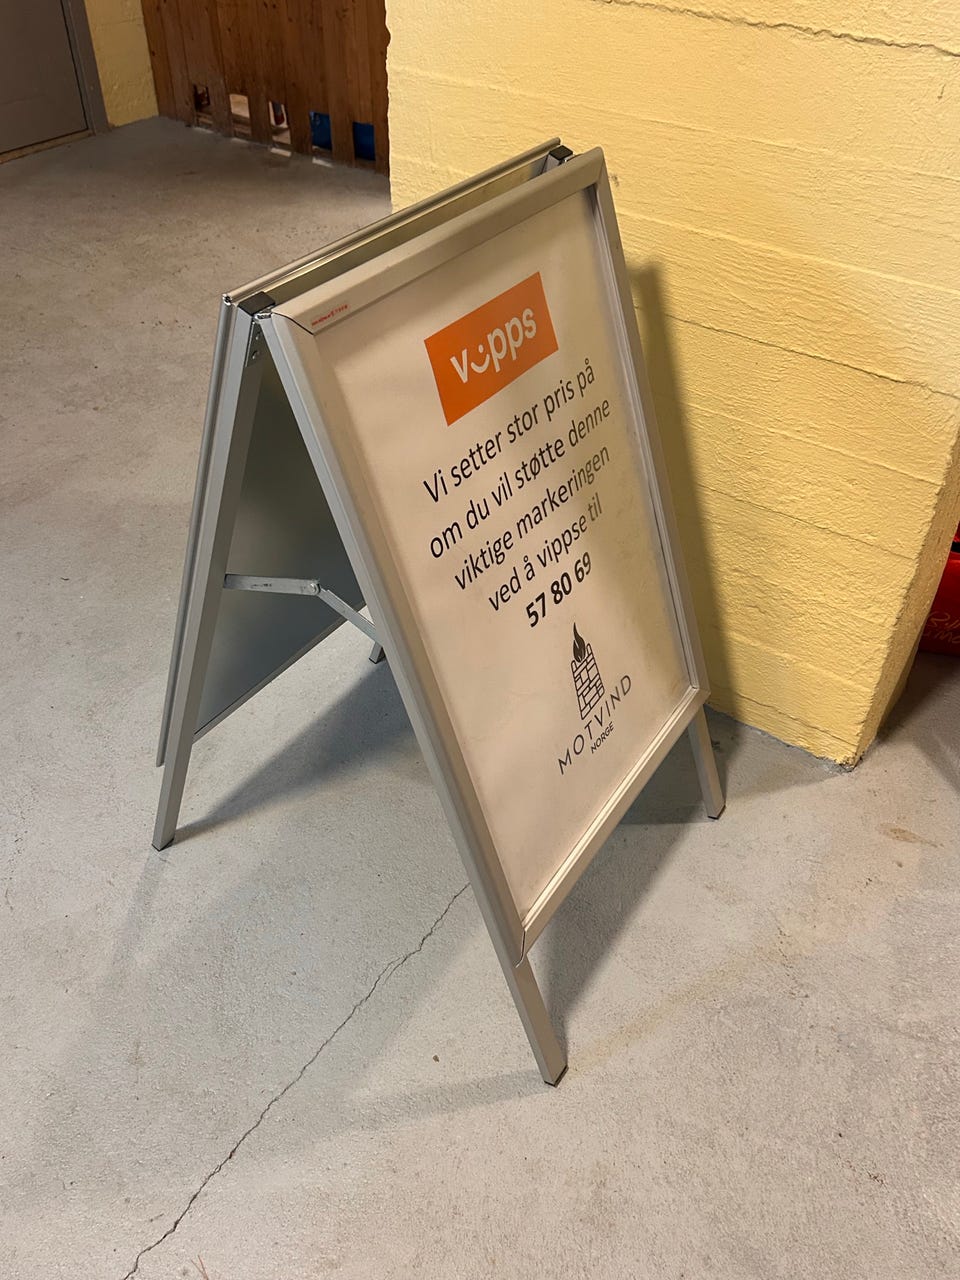 vipps
Vi setter stor pris på
om du vil støtte denne
viktige markeringen
ved å vippse til
57 80 69
MOTVIND
NORGE